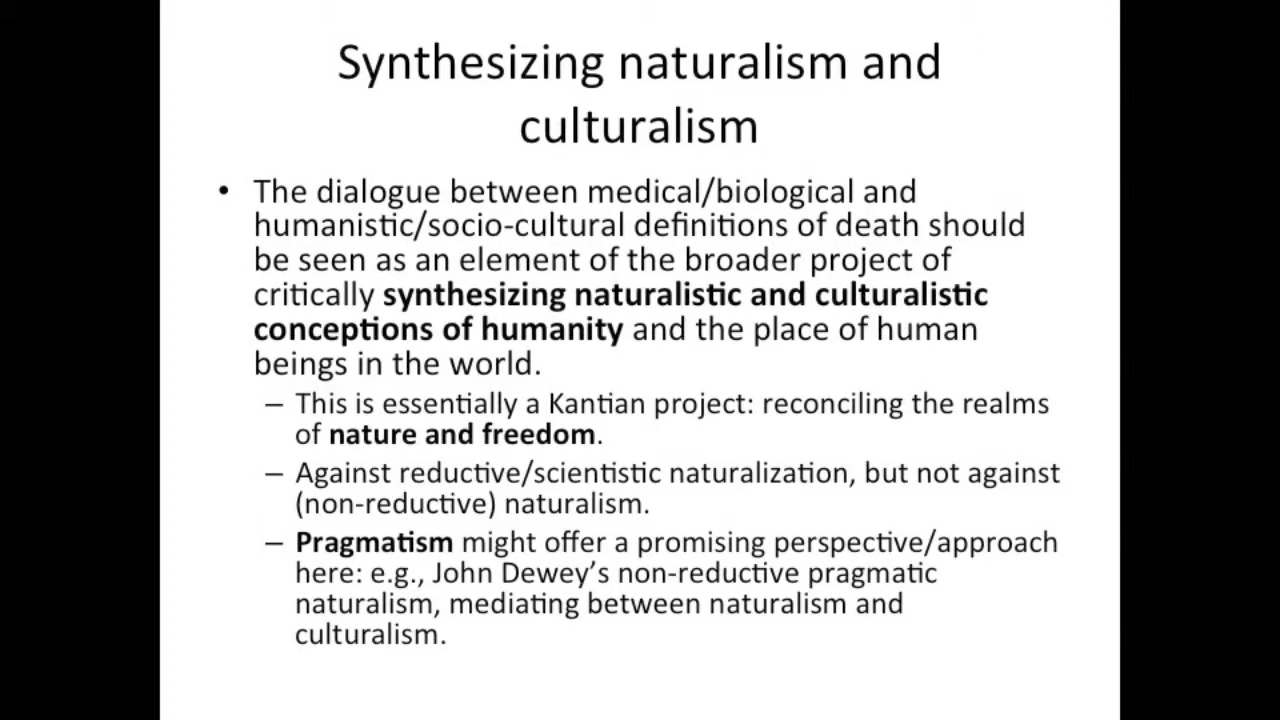 Synthesizing naturalism and
culturalism
• The dialogue between medical/biological and
humanistic/socio-cultural definitions of death should
be seen as an element of the broader project of
critically synthesizing naturalistic and culturalistic
conceptions of humanity and the place of human
beings in the world.
– This is essentially a Kantian project: reconciling the realms
of nature and freedom.
– Against reductive/scientistic naturalization, but not against
(non-reductive) naturalism.
– Pragmatism might offer a promising perspective/approach
here: e.g., John Dewey’s non-reductive pragmatic
naturalism, mediating between naturalism and
culturalism.